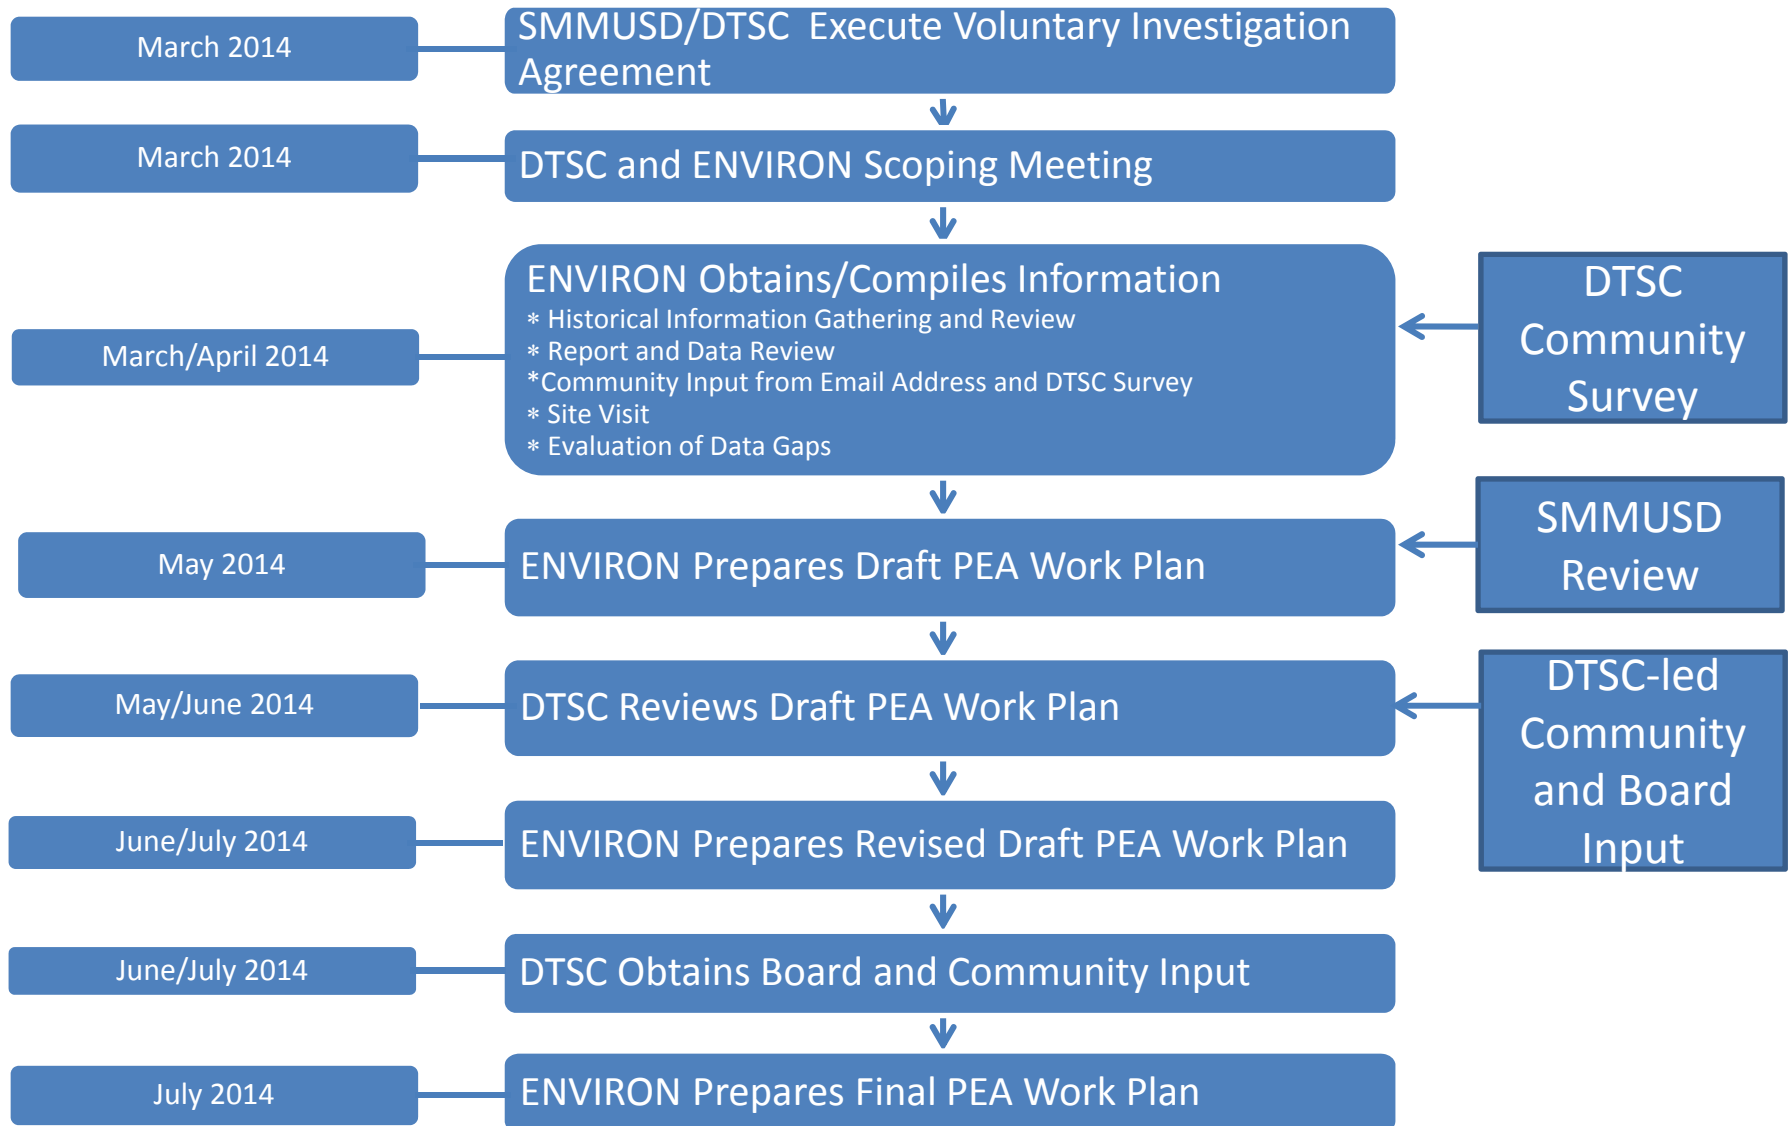 March 2014
SMMUSD/DTSC  Execute Voluntary Investigation
Agreement
March 2014
DTSC and ENVIRON Scoping Meeting
March/April 2014
ENVIRON Obtains/Compiles Information
* Historical Information Gathering and Review
* Report and Data Review
*Community Input from Email Address and DTSC Survey
* Site Visit
* Evaluation of Data Gaps
DTSC
Community
Survey
May 2014
ENVIRON Prepares Draft PEA Work Plan
SMMUSD
Review
May/June 2014
DTSC Reviews Draft PEA Work Plan
DTSC-led
Community
and Board
Input
June/July 2014
ENVIRON Prepares Revised Draft PEA Work Plan
June/July 2014
DTSC Obtains Board and Community Input
July 2014
ENVIRON Prepares Final PEA Work Plan